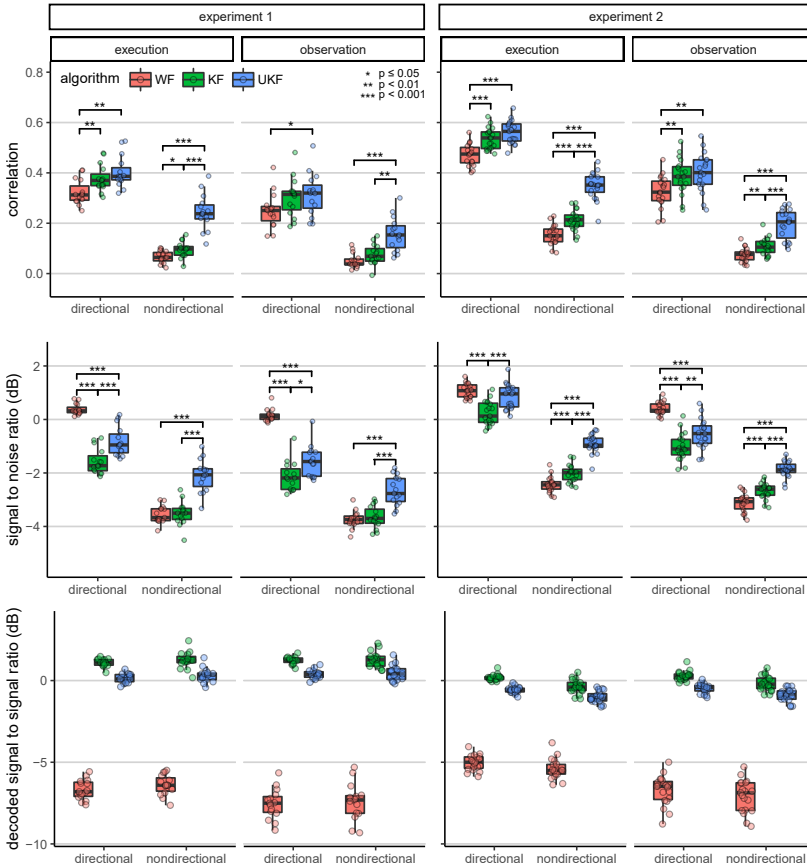 experiment 1 experiment 2
execution observation execution observation
algorithm WF KF UKF
* p ≤ 0.05
** p < 0.01
*** p < 0.001
correlation
0.8
0.6
0.4
0.2
0.0
** ** *** * *** * *** ** *** *** *** *** *** ** ** *** ** ***
directional nondirectional directional nondirectional directional nondirectional directional nondirectional
signal to noise ratio (dB)
2
0
−2
−4
*** *** *** *** *** *** *** * *** *** *** *** *** *** *** *** *** ** *** *** ***
directional nondirectional directional nondirectional directional nondirectional directional nondirectional
decoded signal to signal ratio (dB)
0
−5
−10
directional nondirectional directional nondirectional directional nondirectional directional nondirectional